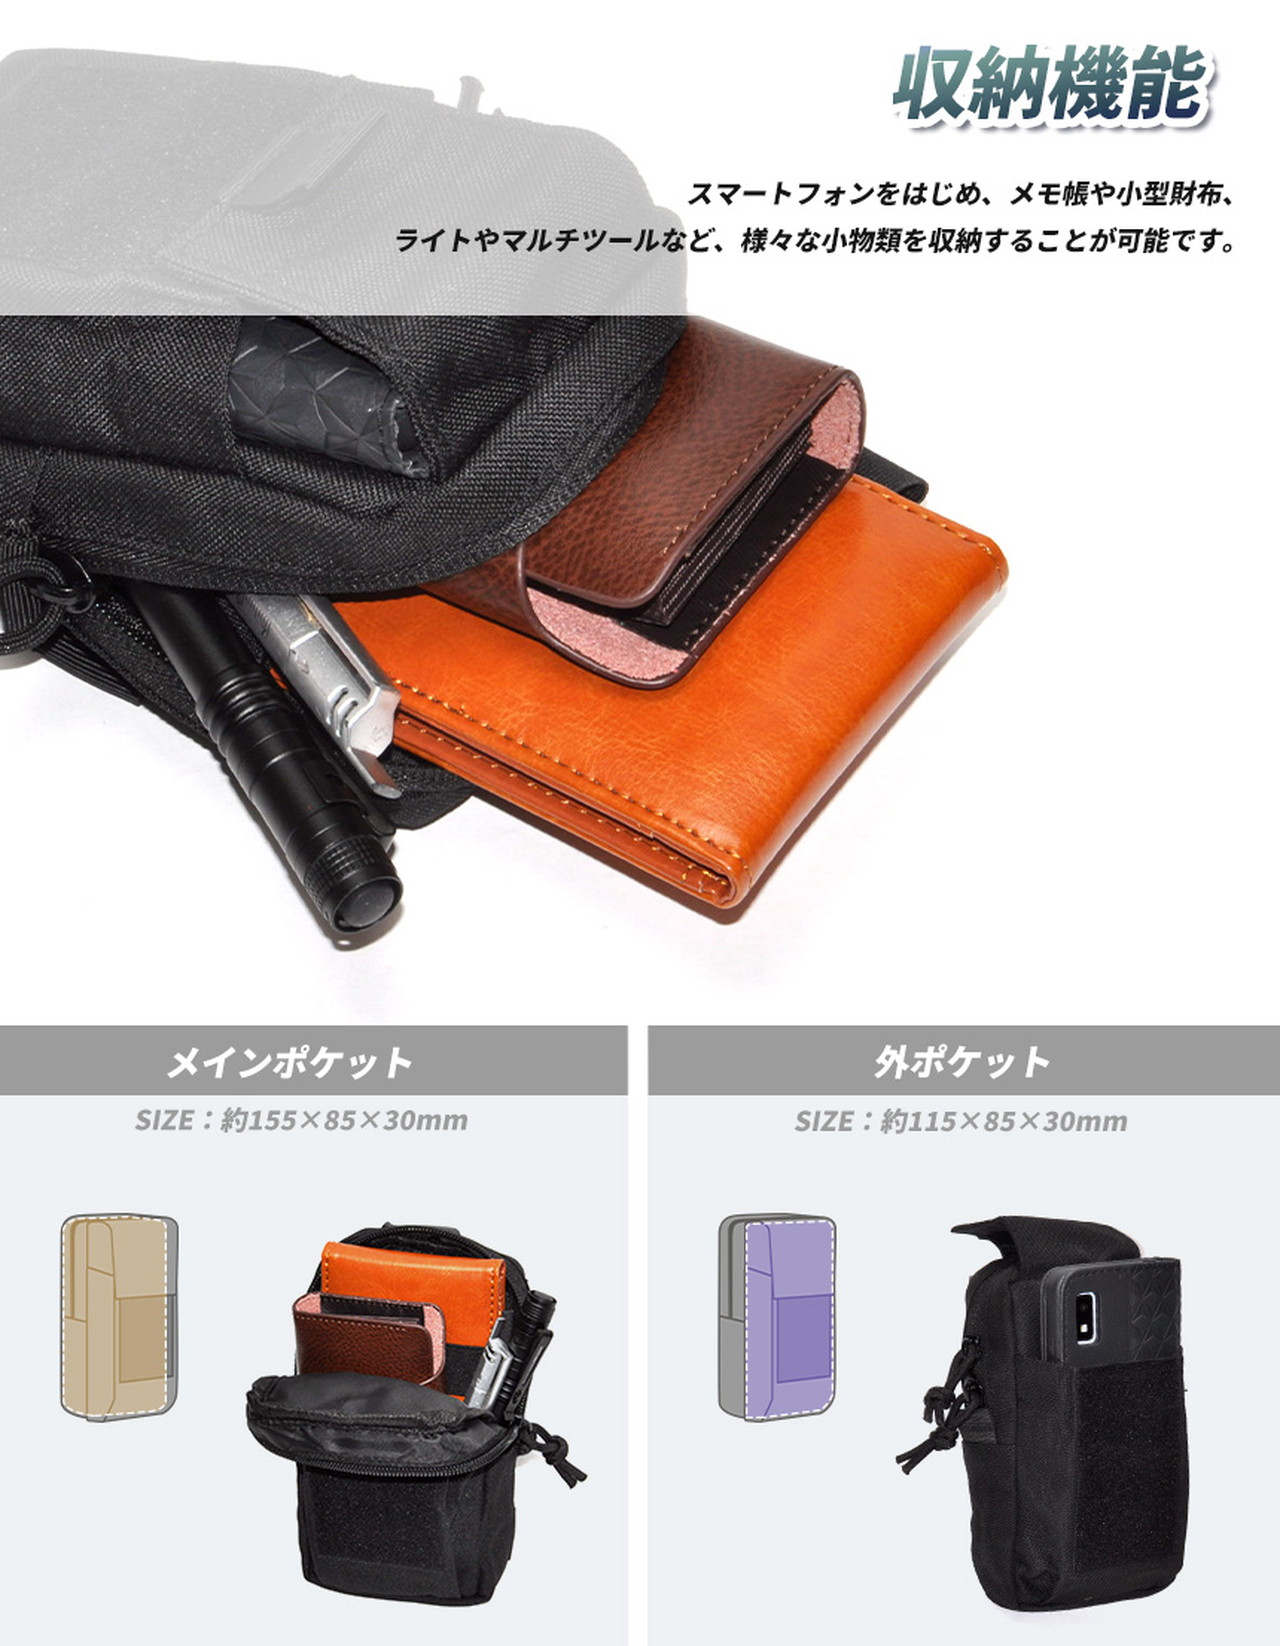 収納機能
スマートフォンをはじめ、メモ帳や小型財布、
ライトやマルチツールなど、様々な小物類を収納することが可能です。
メインポケット
SIZE：約155×85×30mm
外ポケット
SIZE：約115×85×30mm